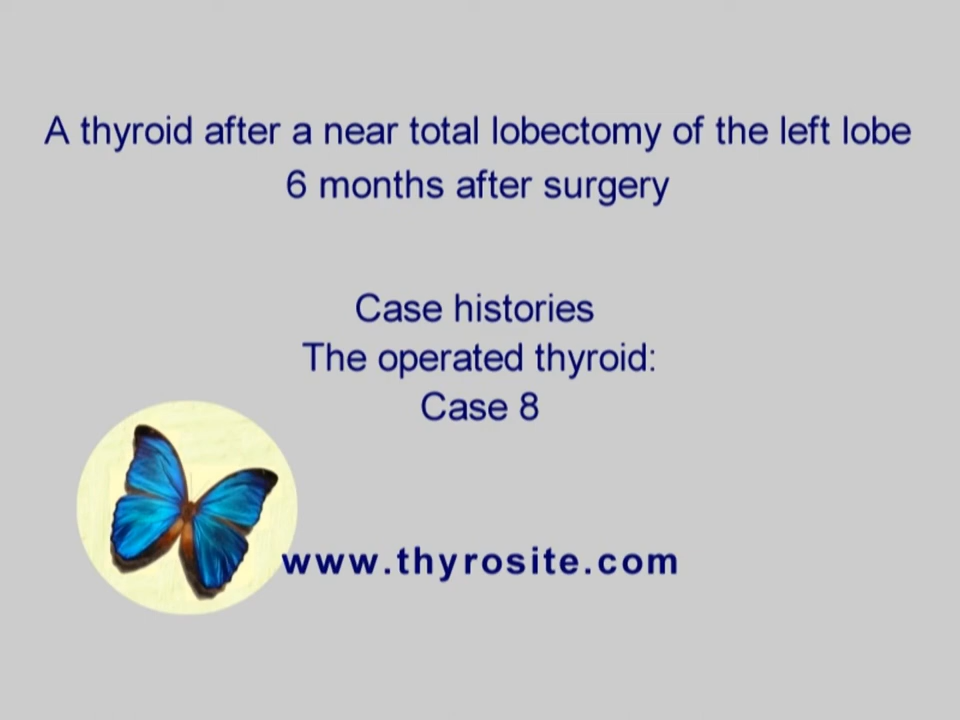 A thyroid after a near total lobectomy of the left lobe
6 months after surgery
Case histories
The operated thyroid:
Case 8
www.thyrosite.com